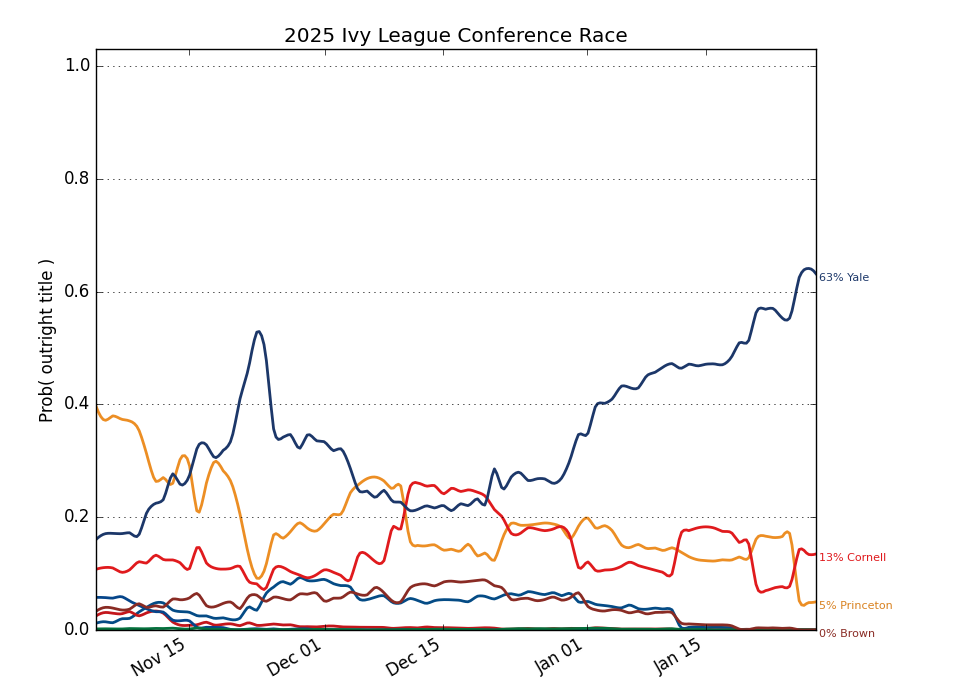 2025 Ivy League Conference Race
Prob( outright title )
1.0
0.8
0.6
0.4
0.2
0.0
Nov 15
Dec 01
Dec 15
Jan 01
Jan 15
63% Yale
13% Cornell
5% Princeton
0% Brown